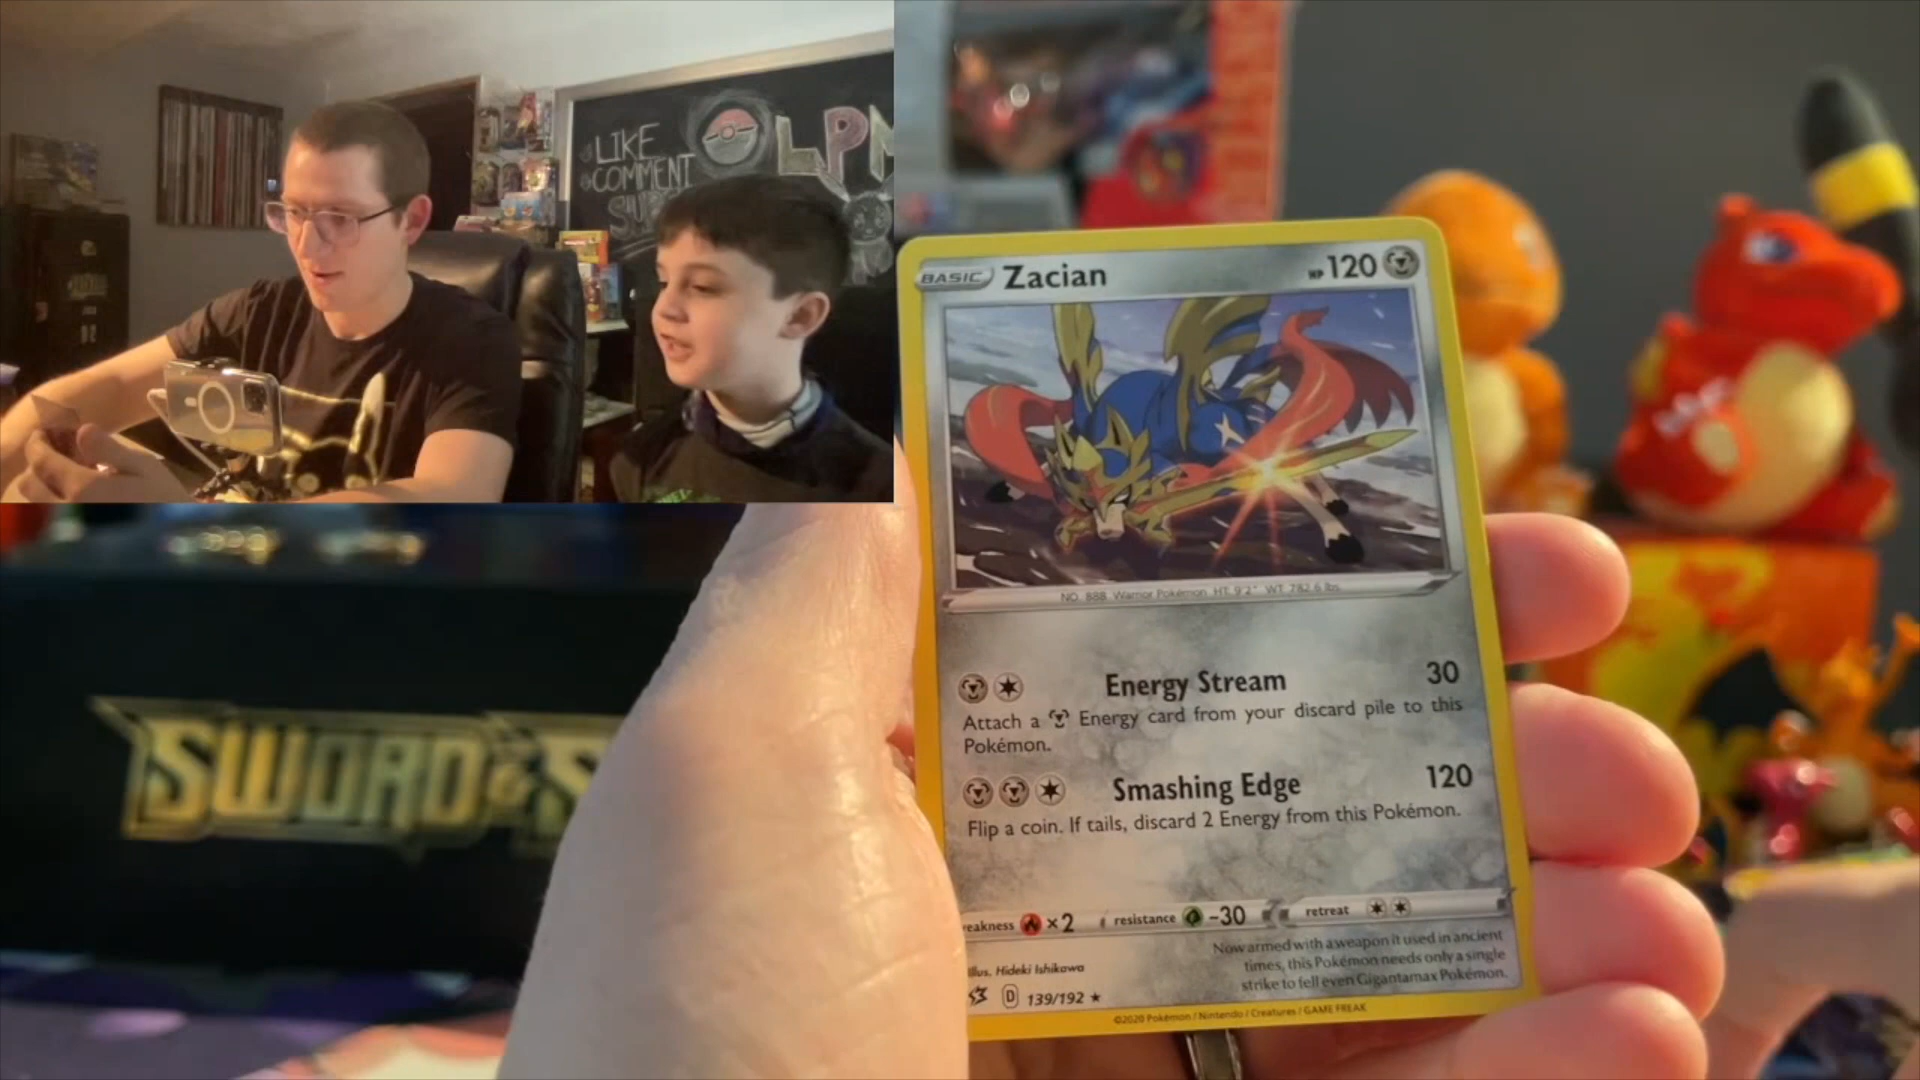 LIKE
COMMENT
SUB
LPM
BASIC Zacian HP 120
NO. 888 Warrior Pokémon HT: 9'2" WT: 782.6 lbs.
Energy Stream 30
Attach a Energy card from your discard pile to this
Pokémon.
Smashing Edge 120
Flip a coin. If tails, discard 2 Energy from this Pokémon.
eakness ×2 resistance -30 retreat
Now armed with a weapon it used in ancient
times, this Pokémon needs only a single
strike to fell even Gigantamax Pokémon.
Illus. Hideki Ishikawa
D 139/192 ★
©2020 Pokémon / Nintendo / Creatures / GAME FREAK
SWORD & S